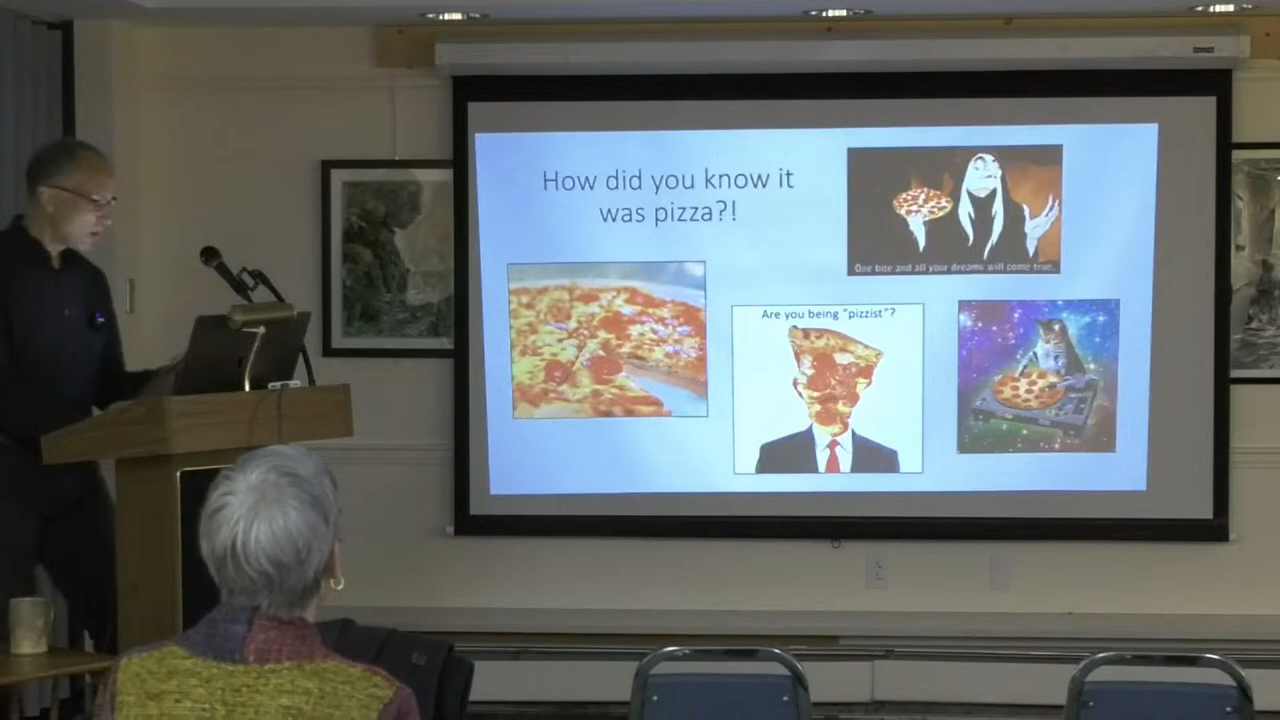 How did you know it
was pizza?!
One bite and all your dreams will come true.
Are you being "pizzist"?